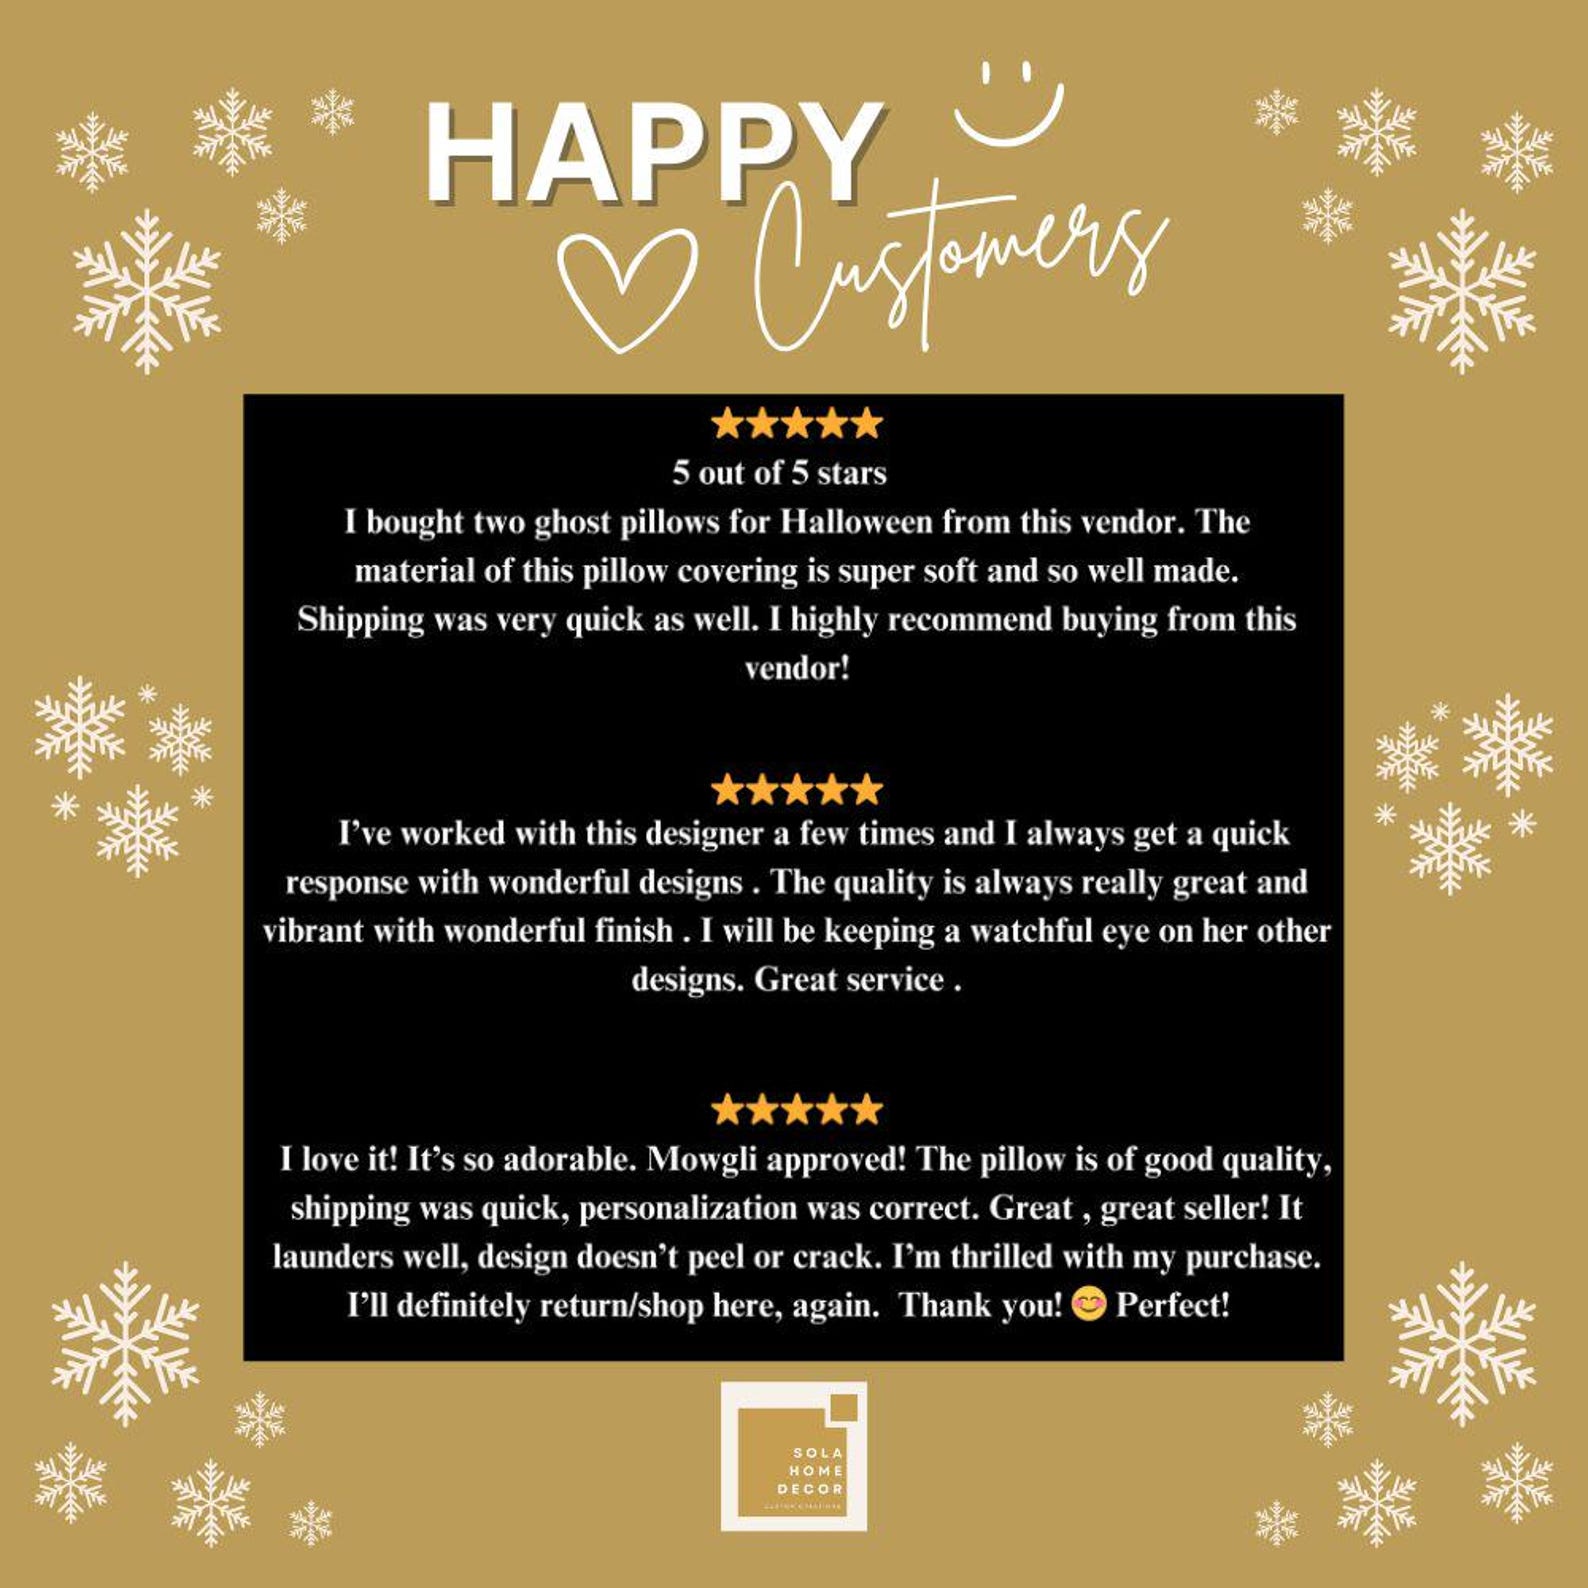 HAPPY
Customers
5 out of 5 stars
I bought two ghost pillows for Halloween from this vendor. The
material of this pillow covering is super soft and so well made.
Shipping was very quick as well. I highly recommend buying from this
vendor!
I've worked with this designer a few times and I always get a quick
response with wonderful designs . The quality is always really great and
vibrant with wonderful finish . I will be keeping a watchful eye on her other
designs. Great service .
I love it! It's so adorable. Mowgli approved! The pillow is of good quality,
shipping was quick, personalization was correct. Great , great seller! It
launders well, design doesn't peel or crack. I'm thrilled with my purchase.
I'll definitely return/shop here, again.  Thank you! 😊 Perfect!
SOLA
HOME
DECOR
CUSTOM CREATIONS